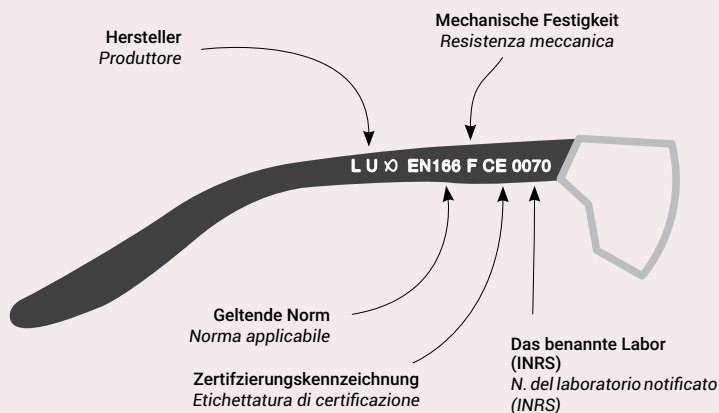 Hersteller
Produttore
Mechanische Festigkeit
Resistenza meccanica
L U X EN166 F CE 0070
Geltende Norm
Norma applicabile
Zertifzierungskennzeichnung
Etichettatura di certificazione
Das benannte Labor
(INRS)
N. del laboratorio notificato
(INRS)